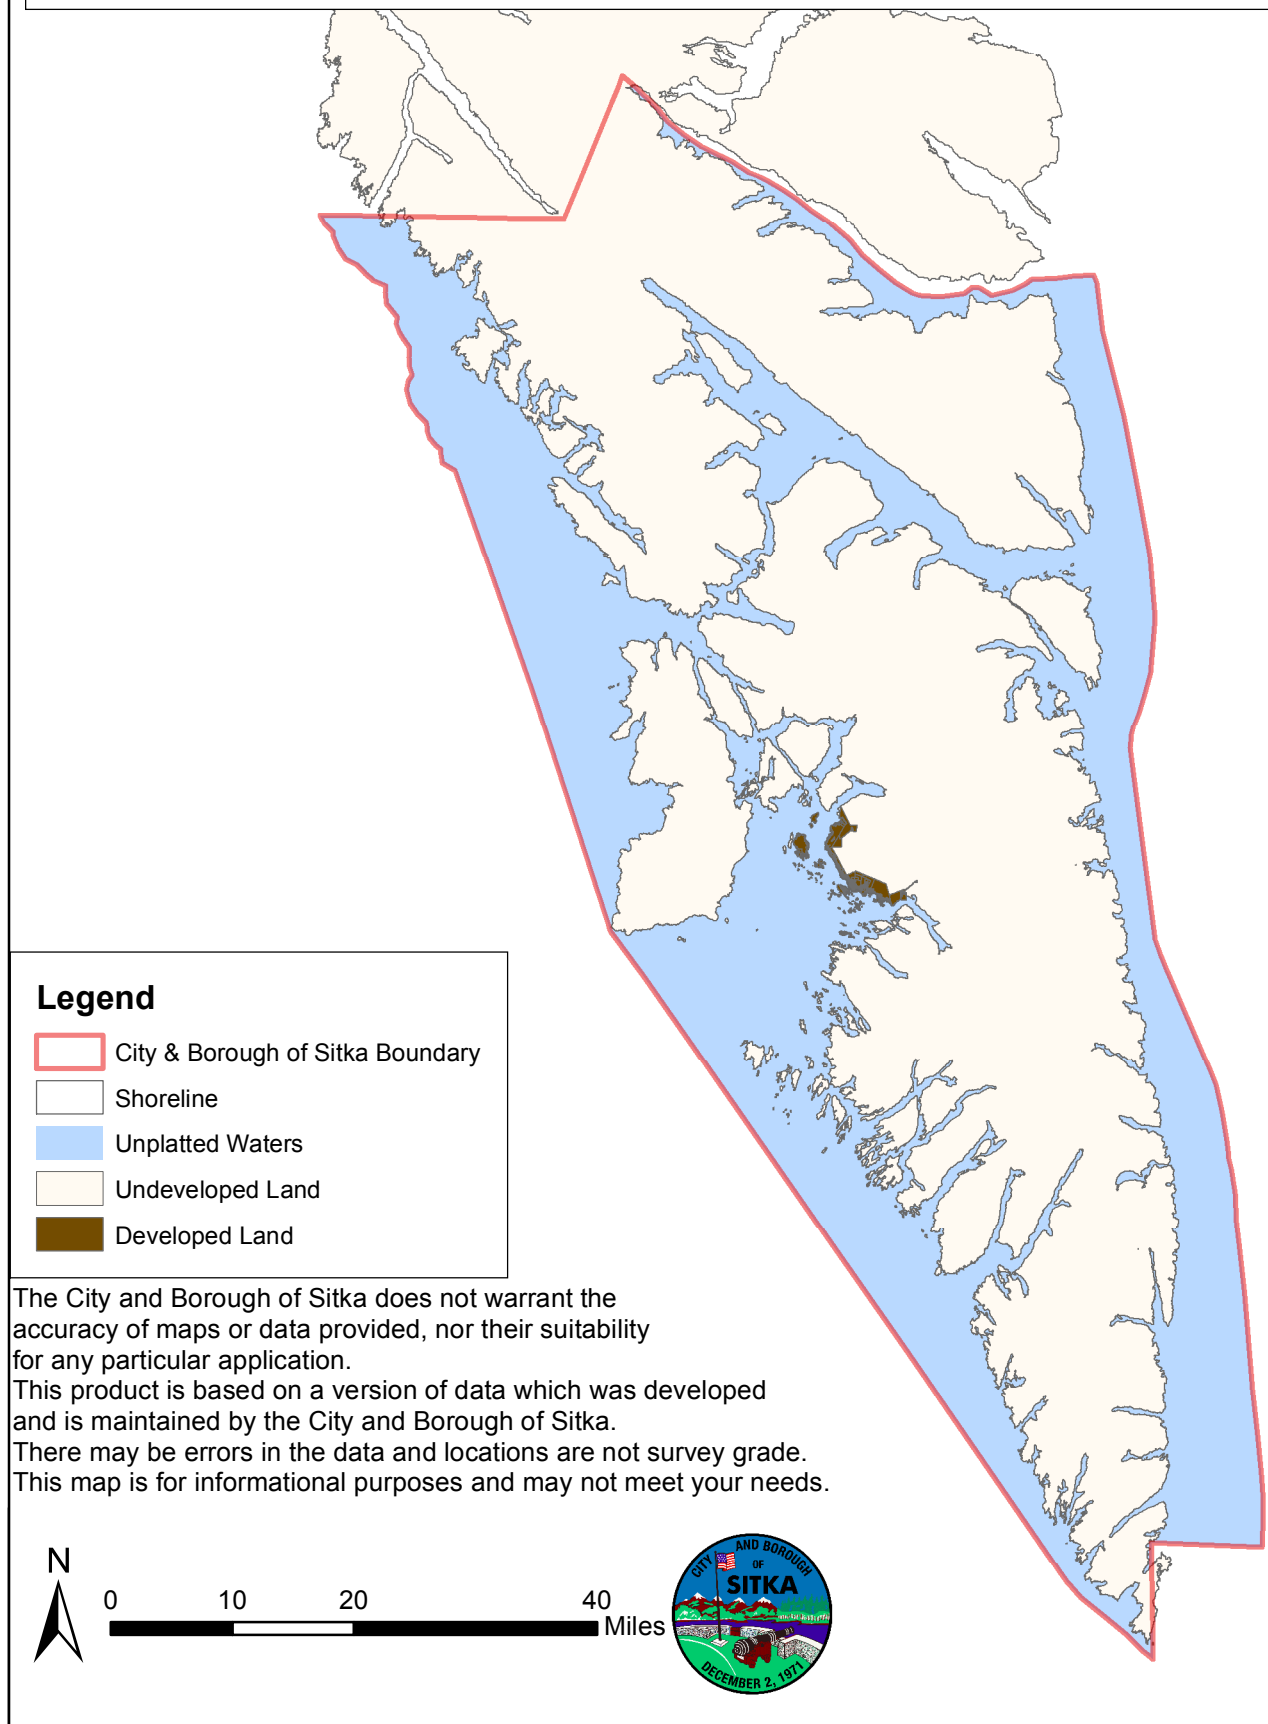 Legend
City & Borough of Sitka Boundary
Shoreline
Unplatted Waters
Undeveloped Land
Developed Land
The City and Borough of Sitka does not warrant the
accuracy of maps or data provided, nor their suitability
for any particular application.
This product is based on a version of data which was developed
and is maintained by the City and Borough of Sitka.
There may be errors in the data and locations are not survey grade.
This map is for informational purposes and may not meet your needs.
N
0 10 20 40
Miles
CITY AND BOROUGH
OF
SITKA
DECEMBER 2, 1971